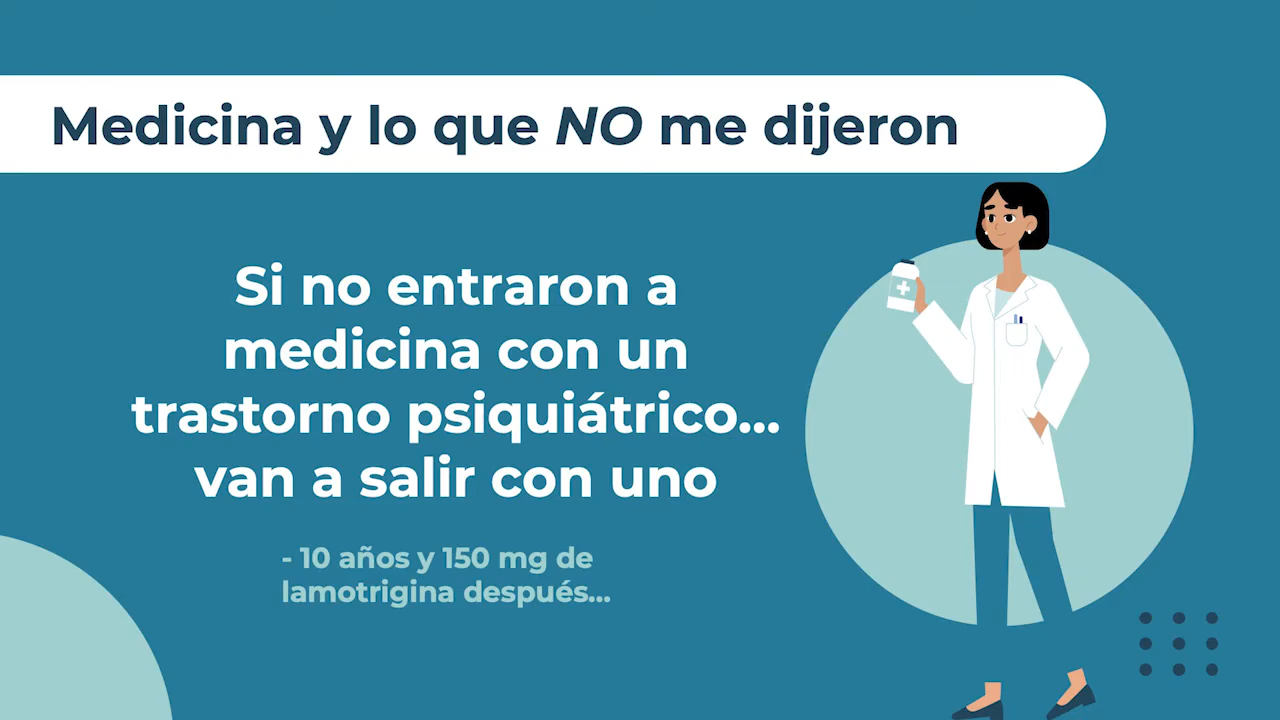 Medicina y lo que NO me dijeron
Si no entraron a
medicina con un
trastorno psiquiátrico...
van a salir con uno
- 10 años y 150 mg de
lamotrigina después...